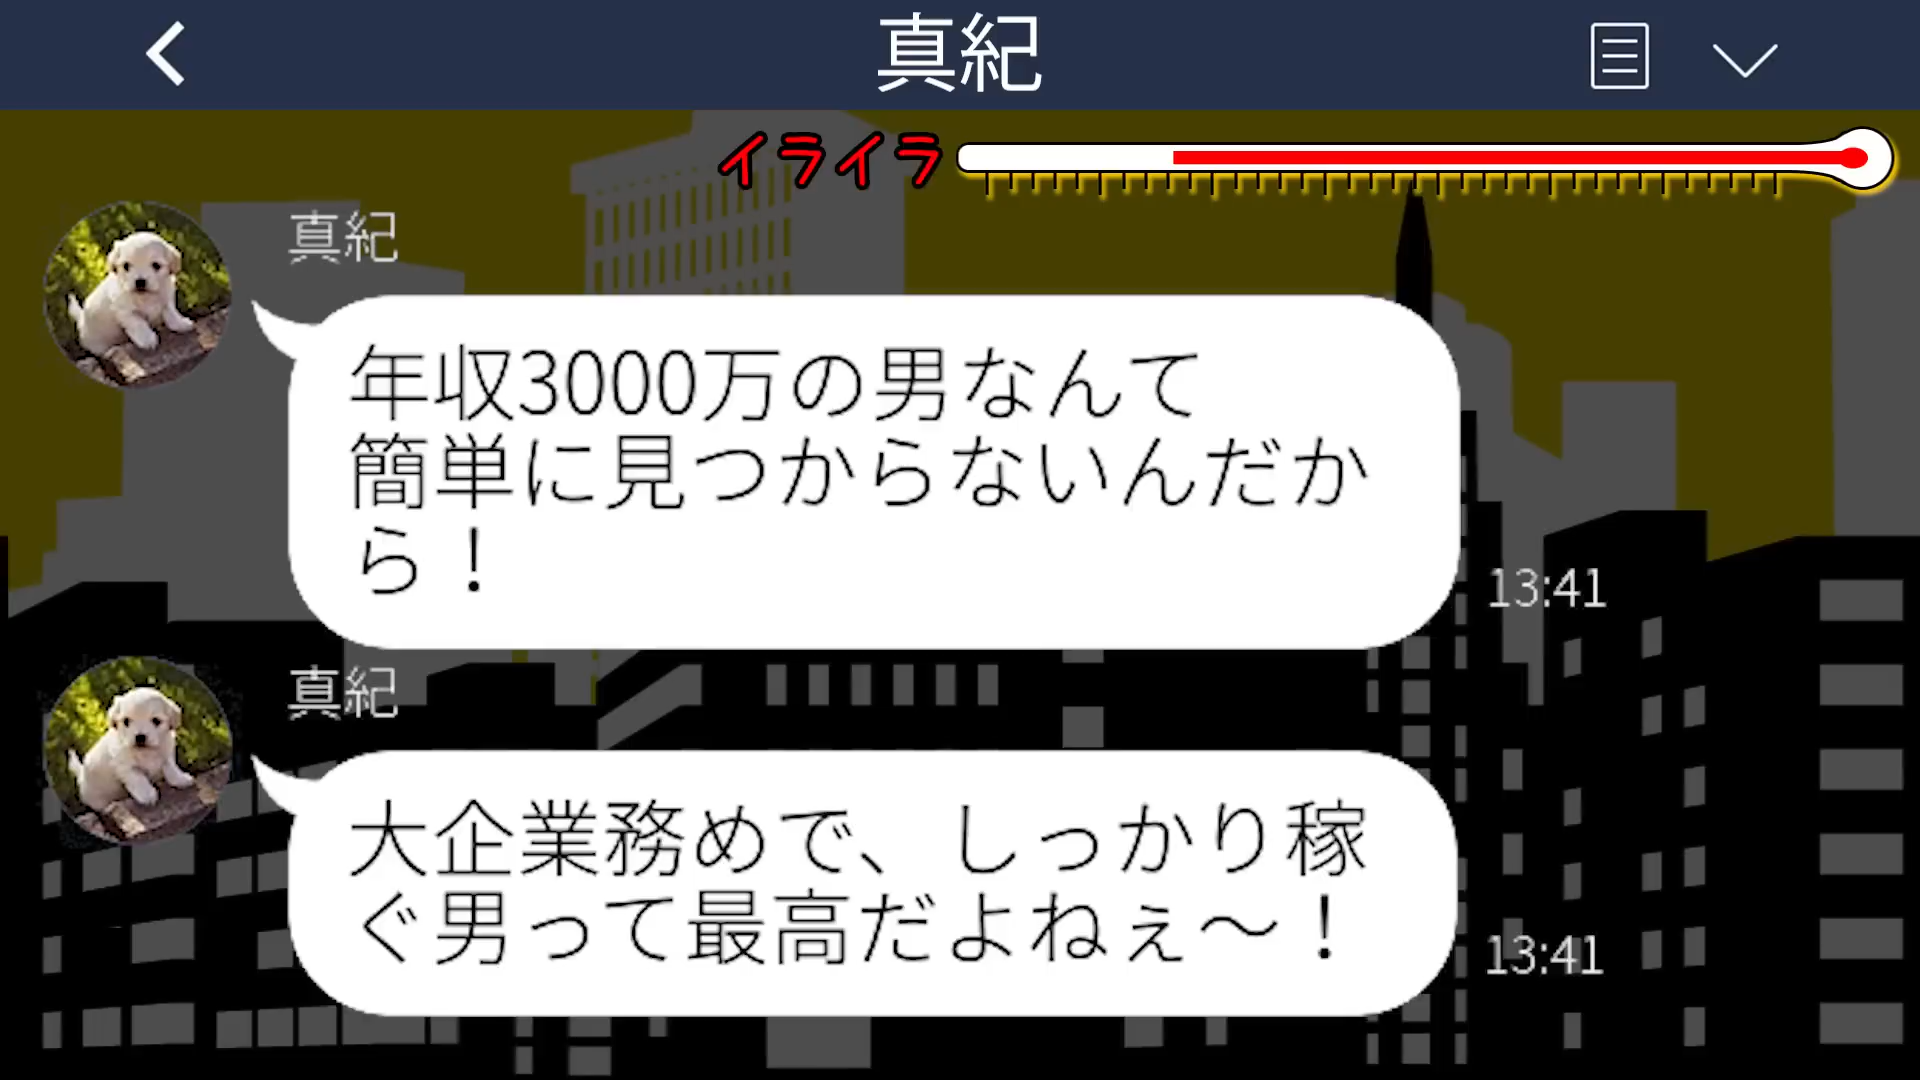 真紀
イライラ
真紀
年収3000万の男なんて
簡単に見つからないんだか
ら！
13:41
真紀
大企業務めで、しっかり稼
ぐ男って最高だよねぇ～！
13:41